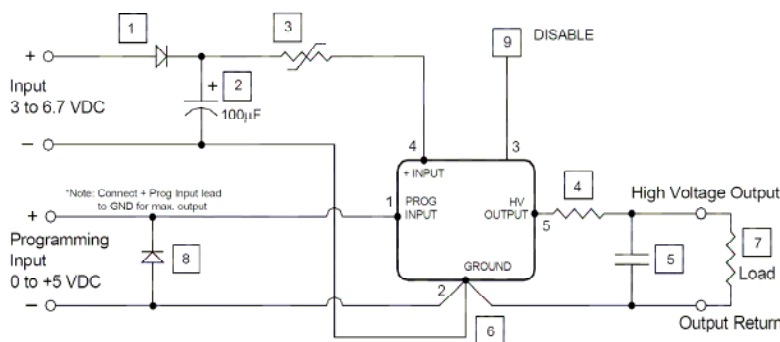 1
3
9
DISABLE
+
Input
3 to 6.7 VDC
−
+
2
100µF
4
3
+ INPUT
*Note: Connect + Prog Input lead
to GND for max. output
+
1
PROG
INPUT
HV
OUTPUT
5
4
High Voltage Output
Programming
Input
0 to +5 VDC
−
8
GROUND
2
6
5
7
Load
Output Return